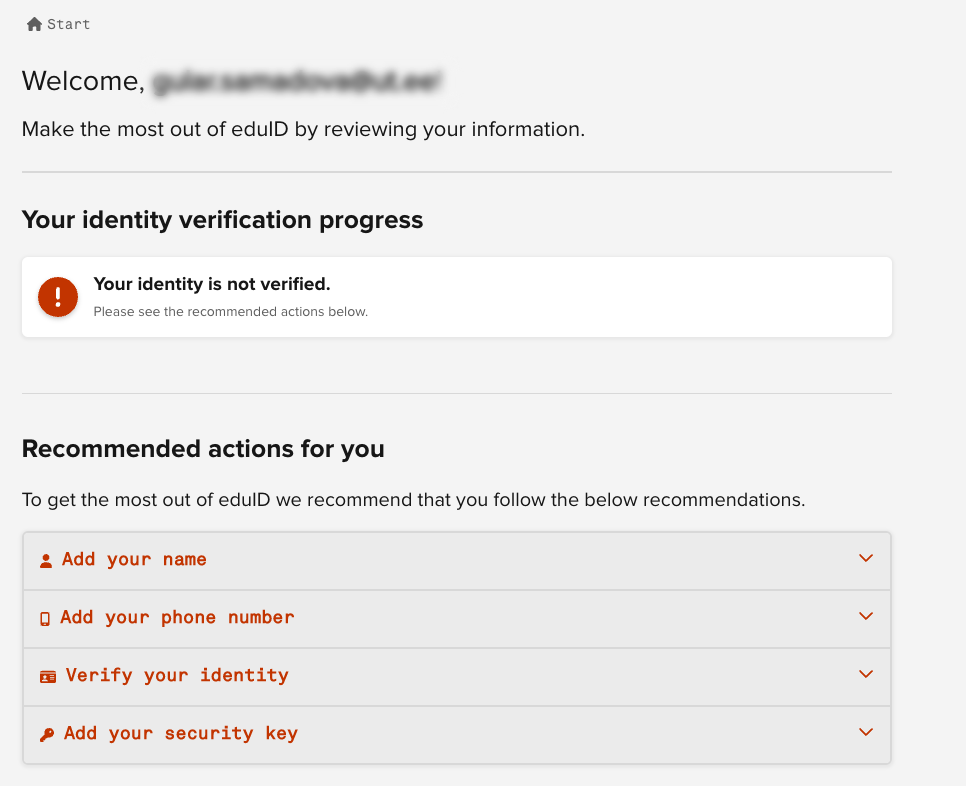 Start
Welcome,
Make the most out of eduID by reviewing your information.
Your identity verification progress
Your identity is not verified.
Please see the recommended actions below.
Recommended actions for you
To get the most out of eduID we recommend that you follow the below recommendations.
Add your name
Add your phone number
Verify your identity
Add your security key